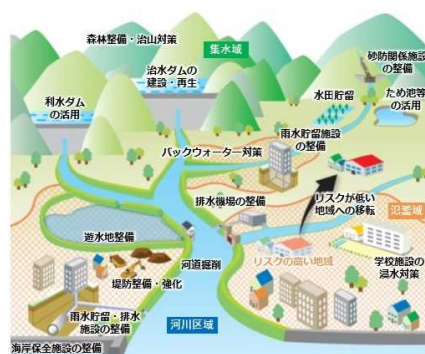 森林整備・治山対策
集水域
砂防関係施設
の整備
治水ダムの
建設・再生
利水ダム
の活用
水田貯留
ため池等
の活用
雨水貯留施設
の整備
バックウォーター対策
排水機場の整備
リスクが低い
地域への移転
氾濫域
遊水地整備
リスクの高い地域
河道掘削
学校施設の
浸水対策
堤防整備・強化
雨水貯留・排水
施設の整備
河川区域
海岸保全施設の整備